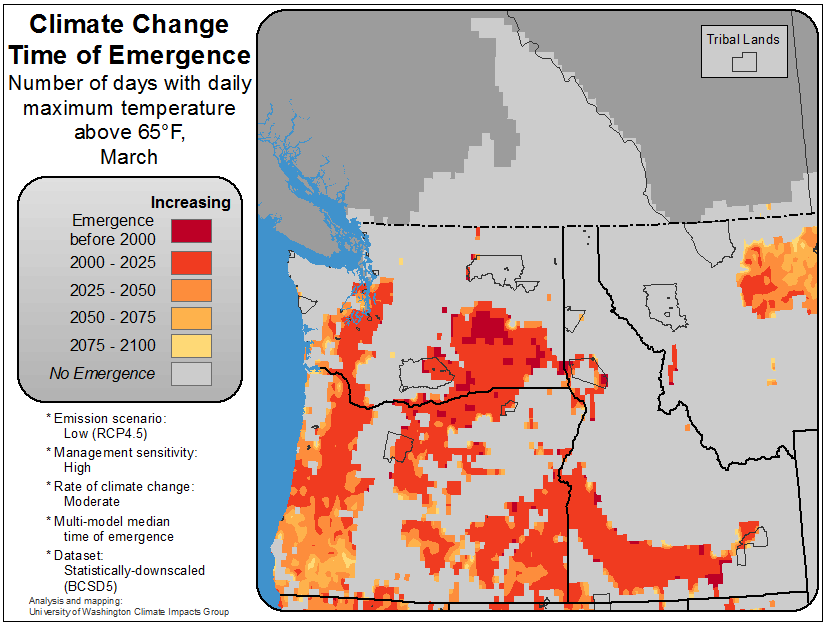 Climate Change
Time of Emergence
Number of days with daily
maximum temperature
above 65°F,
March
Tribal Lands
Increasing
Emergence
before 2000
2000 - 2025
2025 - 2050
2050 - 2075
2075 - 2100
No Emergence
* Emission scenario:
Low (RCP4.5)
* Management sensitivity:
High
* Rate of climate change:
Moderate
* Multi-model median
time of emergence
* Dataset:
Statistically-downscaled
(BCSD5)
Analysis and mapping:
University of Washington Climate Impacts Group